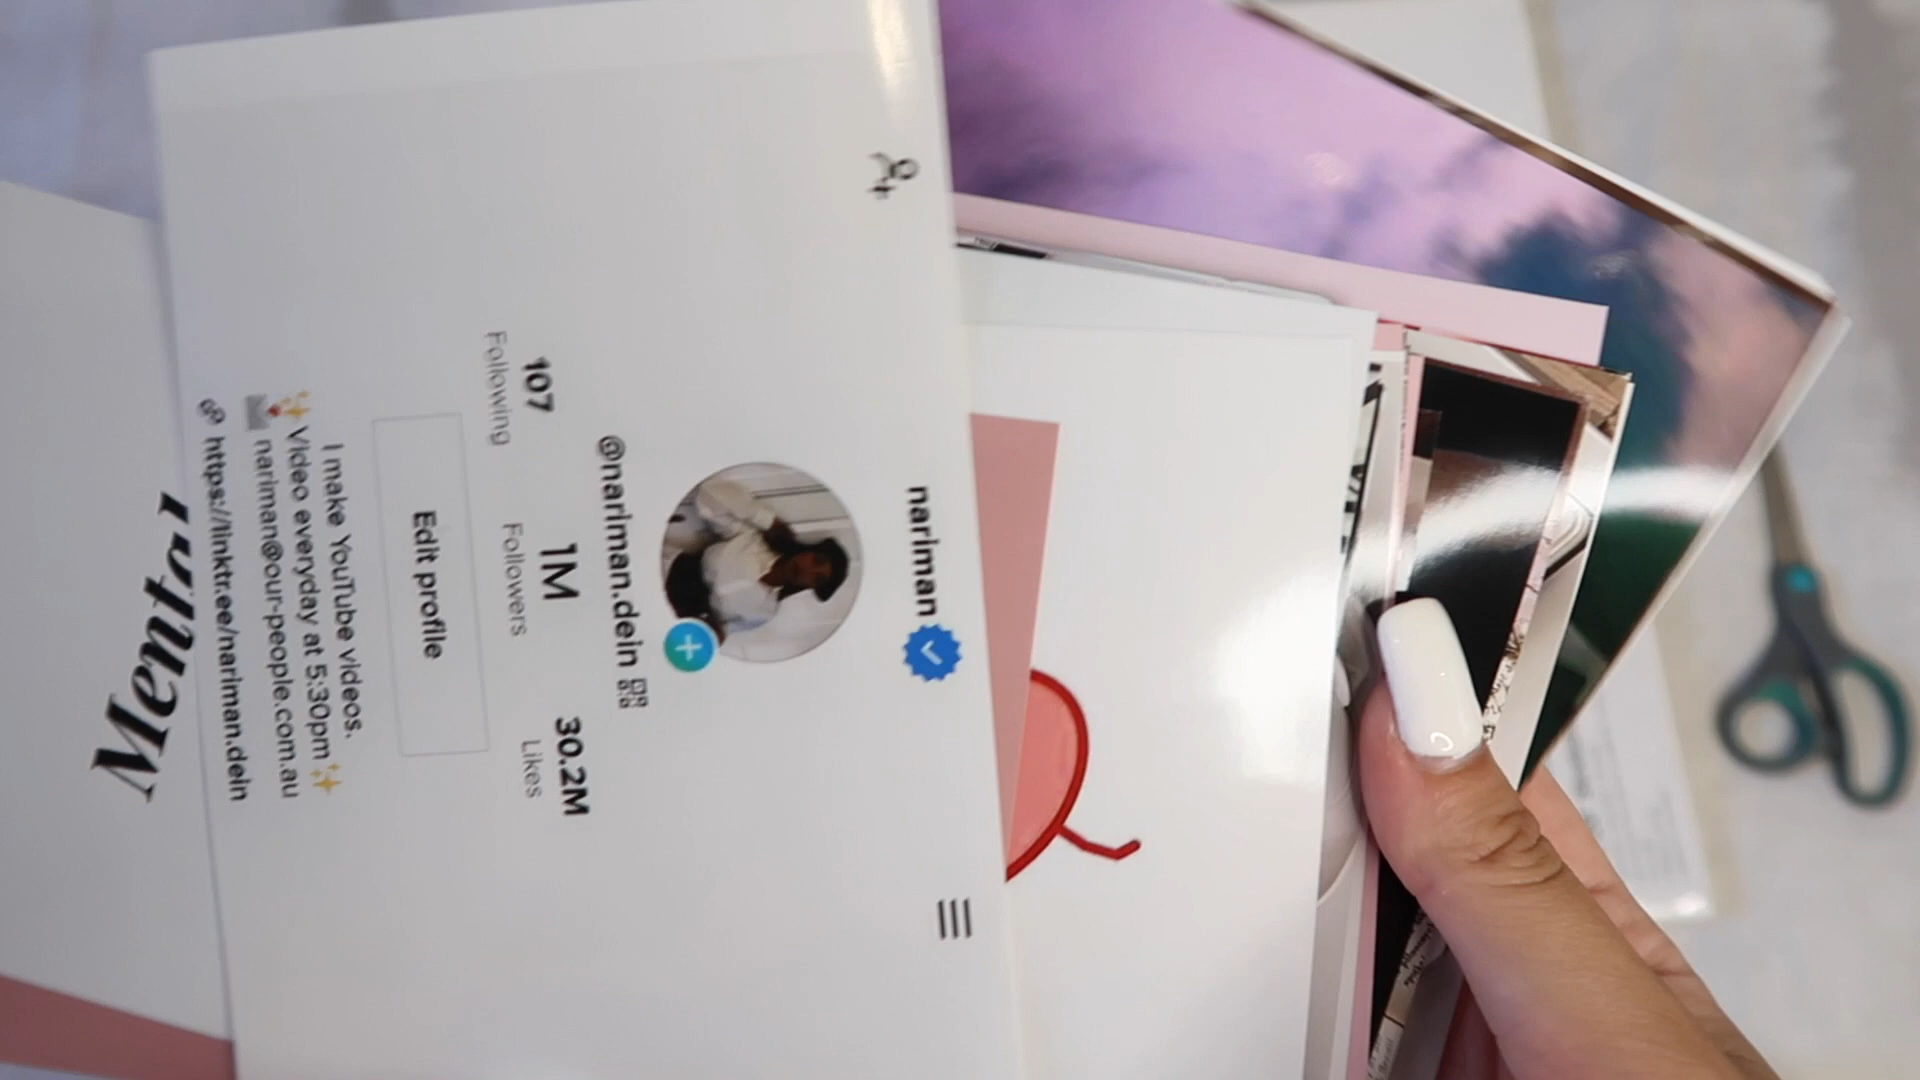 nariman
@nariman.dein
107
Following
1M
Followers
30.2M
Likes
Edit profile
I make YouTube videos.
✨ Video everyday at 5:30pm ✨
💌 nariman@our-people.com.au
https://linktr.ee/nariman.dein
Mental